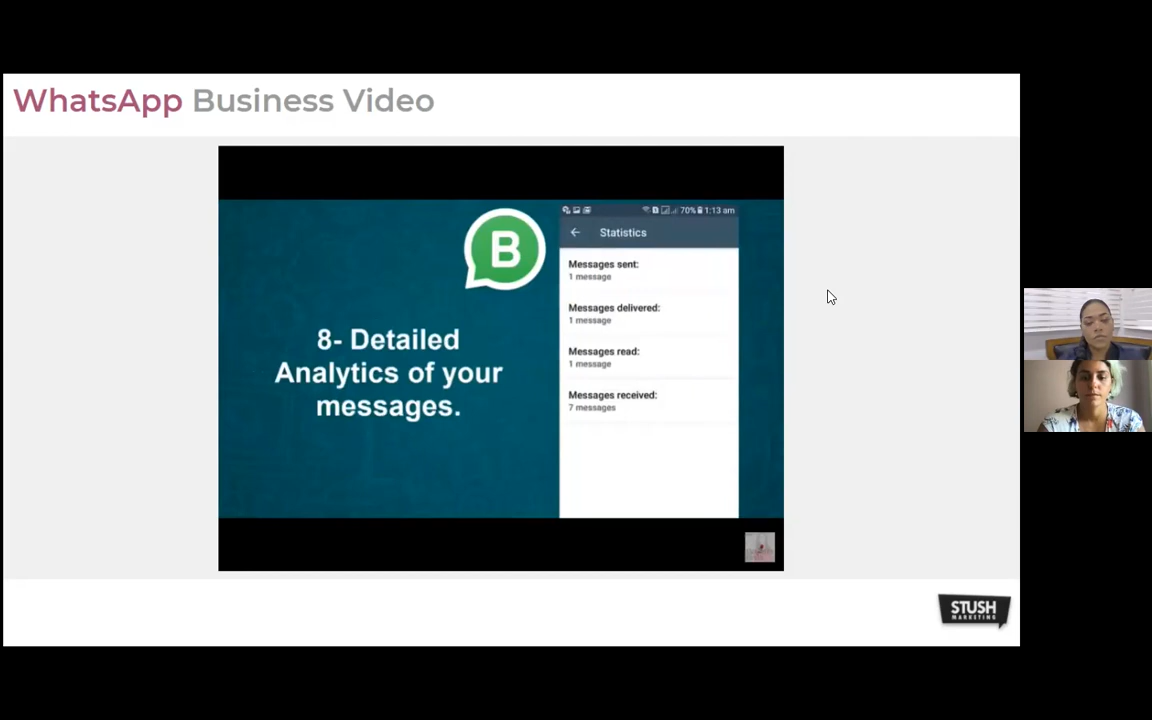 WhatsApp Business Video
B
70% 1:13 am
Statistics
8- Detailed
Analytics of your
messages.
Messages sent:
1 message
Messages delivered:
1 message
Messages read:
1 message
Messages received:
7 messages
STUSH
MARKETING